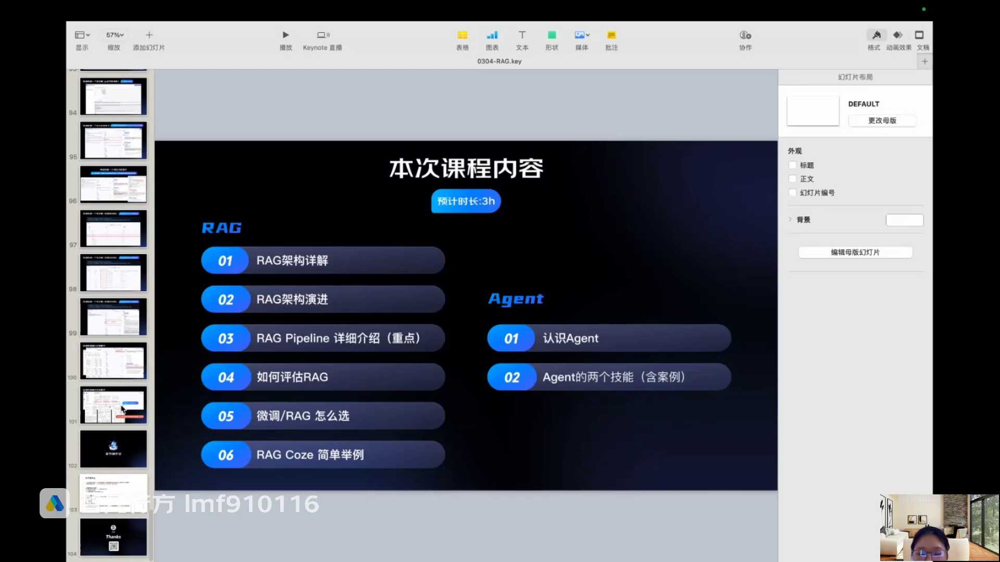 57%
显示
缩放
添加幻灯片
播放
Keynote 直播
表格
图表
文本
形状
媒体
批注
协作
格式
动画效果
文稿
0304-RAG.key
94
95
96
97
98
99
100
101
102
本节课作业
103
Thanks
104
本次课程内容
预计时长:3h
RAG
01 RAG架构详解
02 RAG架构演进
03 RAG Pipeline 详细介绍（重点）
04 如何评估RAG
05 微调/RAG 怎么选
06 RAG Coze 简单举例
Agent
01 认识Agent
02 Agent的两个技能（含案例）
幻灯片布局
DEFAULT
更改母版
外观
标题
正文
幻灯片编号
背景
编辑母版幻灯片
行方 lmf910116